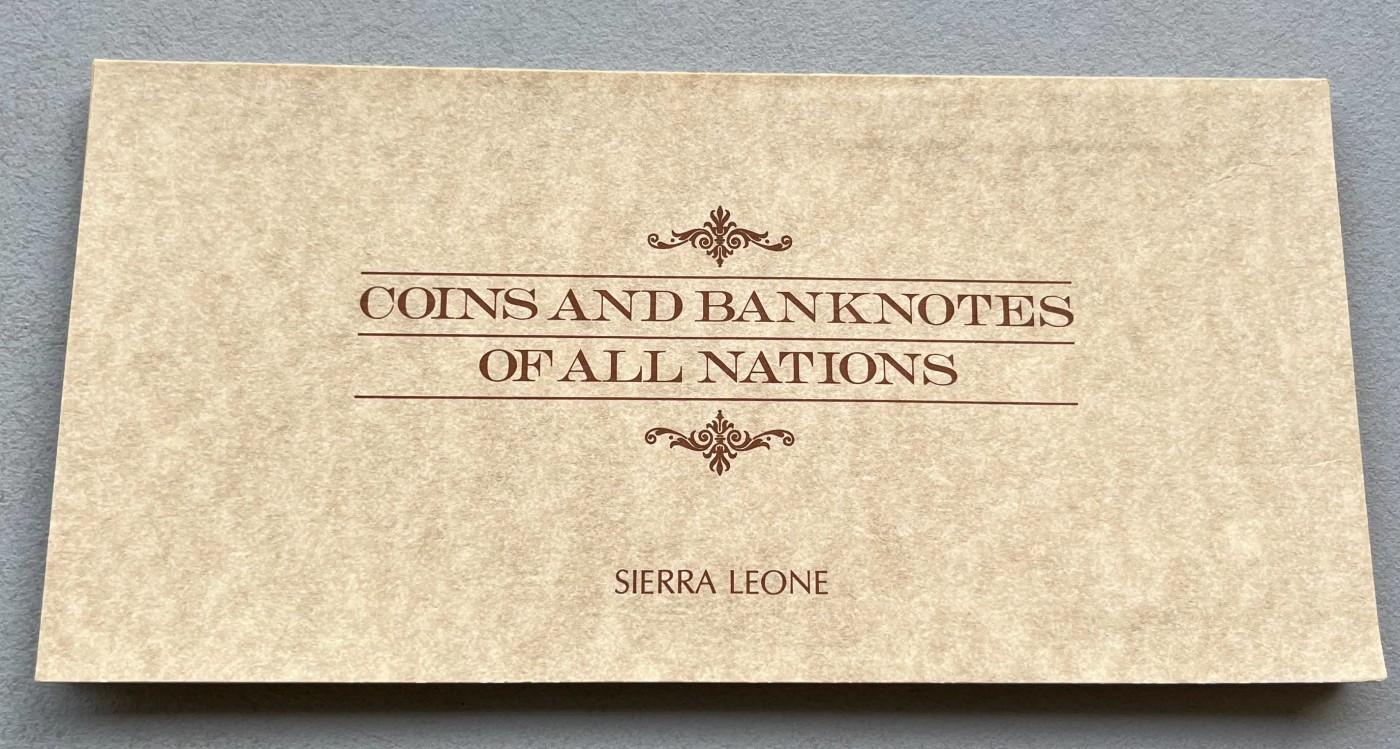 COINS AND BANKNOTES
OF ALL NATIONS
SIERRA LEONE